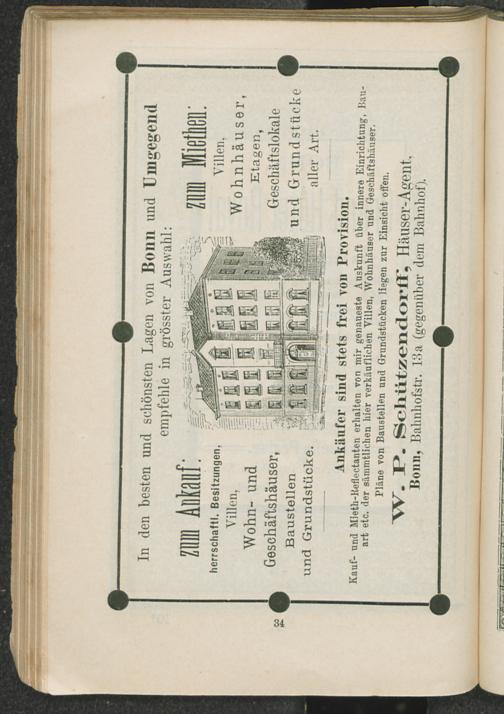 In den besten und schönsten Lagen von Bonn und Umgegend
empfehle in grösster Auswahl:
zum Ankauf:
herrschaftl. Besitzungen,
Villen,
Wohn- und
Geschäftshäuser,
Baustellen
und Grundstücke.
zum Miethen:
Villen,
Wohnhäuser,
Etagen,
Geschäftslokale
und Grundstücke
aller Art.
Ankäufer sind stets frei von Provision.
Kauf- und Mieth-Reflectanten erhalten von mir genaueste Auskunft über innere Einrichtung, Bau-
art etc. der sämmtlichen hier verkäuflichen Villen, Wohnhäuser und Geschäftshäuser.
Pläne von Baustellen und Grundstücken liegen zur Einsicht offen.
W. P. Schützendorff, Häuser-Agent,
Bonn, Bahnhofstr. 13a (gegenüber dem Bahnhof).
34